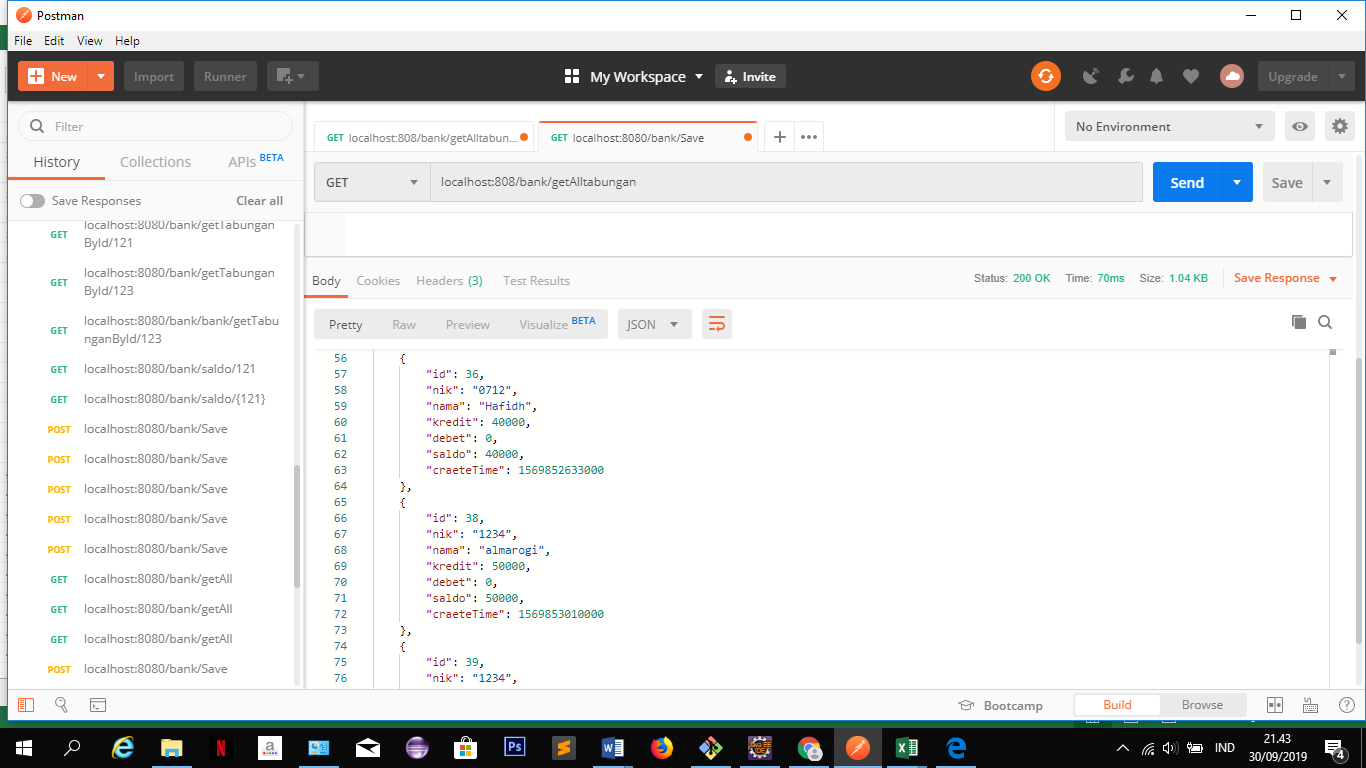 Postman
File Edit View Help
New Import Runner My Workspace Invite Upgrade
Filter
History Collections APIs BETA
Save Responses Clear all
GET localhost:8080/bank/getTabungan
ById/121
GET localhost:8080/bank/getTabungan
ById/123
GET localhost:8080/bank/bank/getTabu
nganById/123
GET localhost:8080/bank/saldo/121
GET localhost:8080/bank/saldo/{121}
POST localhost:8080/bank/Save
POST localhost:8080/bank/Save
POST localhost:8080/bank/Save
POST localhost:8080/bank/Save
POST localhost:8080/bank/Save
GET localhost:8080/bank/getAll
GET localhost:8080/bank/getAll
GET localhost:8080/bank/getAll
POST localhost:8080/bank/Save
GET localhost:808/bank/getAlltabun...
GET localhost:8080/bank/Save
No Environment
GET localhost:808/bank/getAlltabungan Send Save
Body Cookies Headers (3) Test Results Status: 200 OK Time: 70ms Size: 1.04 KB Save Response
Pretty Raw Preview Visualize BETA JSON
56 {
57 "id": 36,
58 "nik": "0712",
59 "nama": "Hafidh",
60 "kredit": 40000,
61 "debet": 0,
62 "saldo": 40000,
63 "craeteTime": 1569852633000
64 },
65 {
66 "id": 38,
67 "nik": "1234",
68 "nama": "almarogi",
69 "kredit": 50000,
70 "debet": 0,
71 "saldo": 50000,
72 "craeteTime": 1569853010000
73 },
74 {
75 "id": 39,
76 "nik": "1234",
Bootcamp Build Browse
IND 21.43
30/09/2019 4